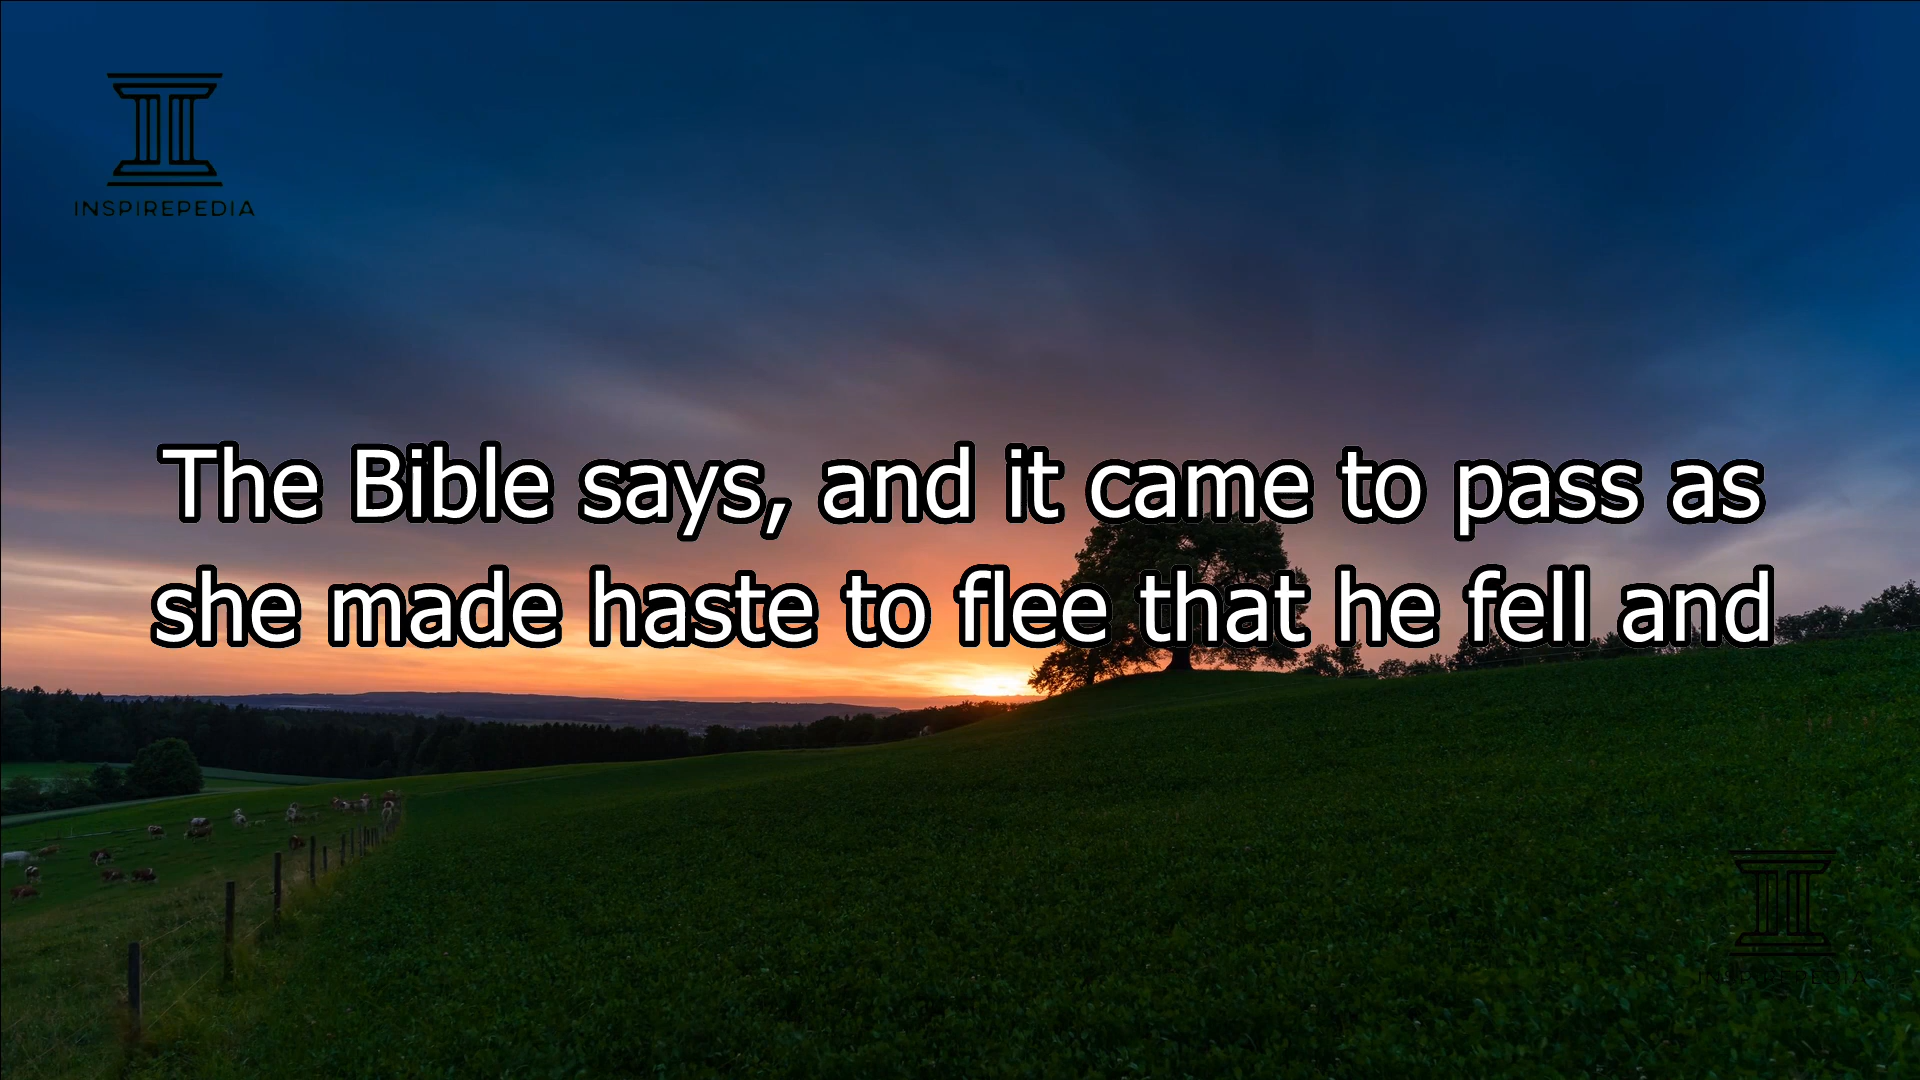 INSPIREPEDIA
The Bible says, and it came to pass as
she made haste to flee that he fell and